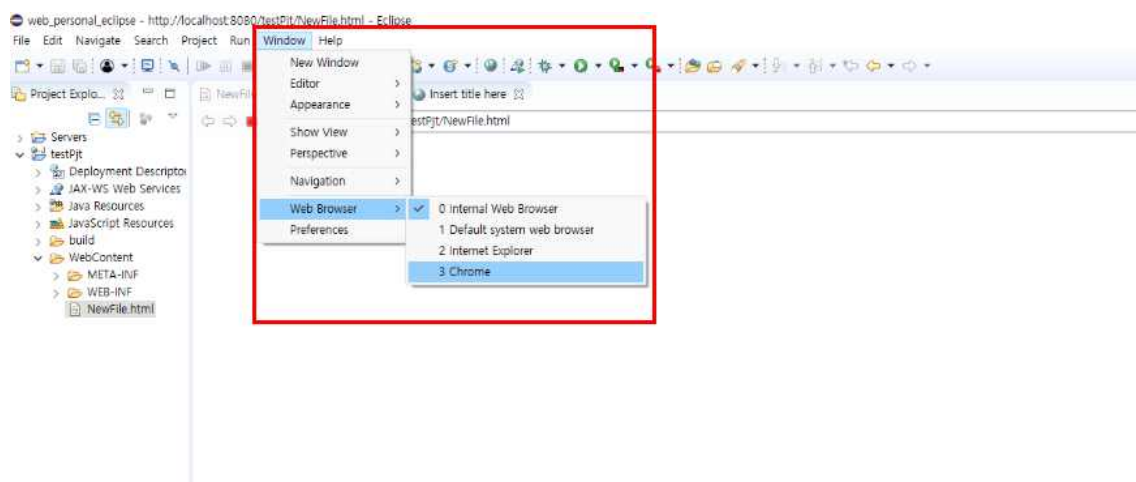 web_personal_eclipse - http://localhost:8080/testPjt/NewFile.html - Eclipse
File Edit Navigate Search Project Run Window Help
Project Explo...
NewFil
Insert title here
estPjt/NewFile.html
New Window
Editor
Appearance
Show View
Perspective
Navigation
Web Browser
Preferences
0 Internal Web Browser
1 Default system web browser
2 Internet Explorer
3 Chrome
Servers
testPjt
Deployment Descripto
JAX-WS Web Services
Java Resources
JavaScript Resources
build
WebContent
META-INF
WEB-INF
NewFile.html